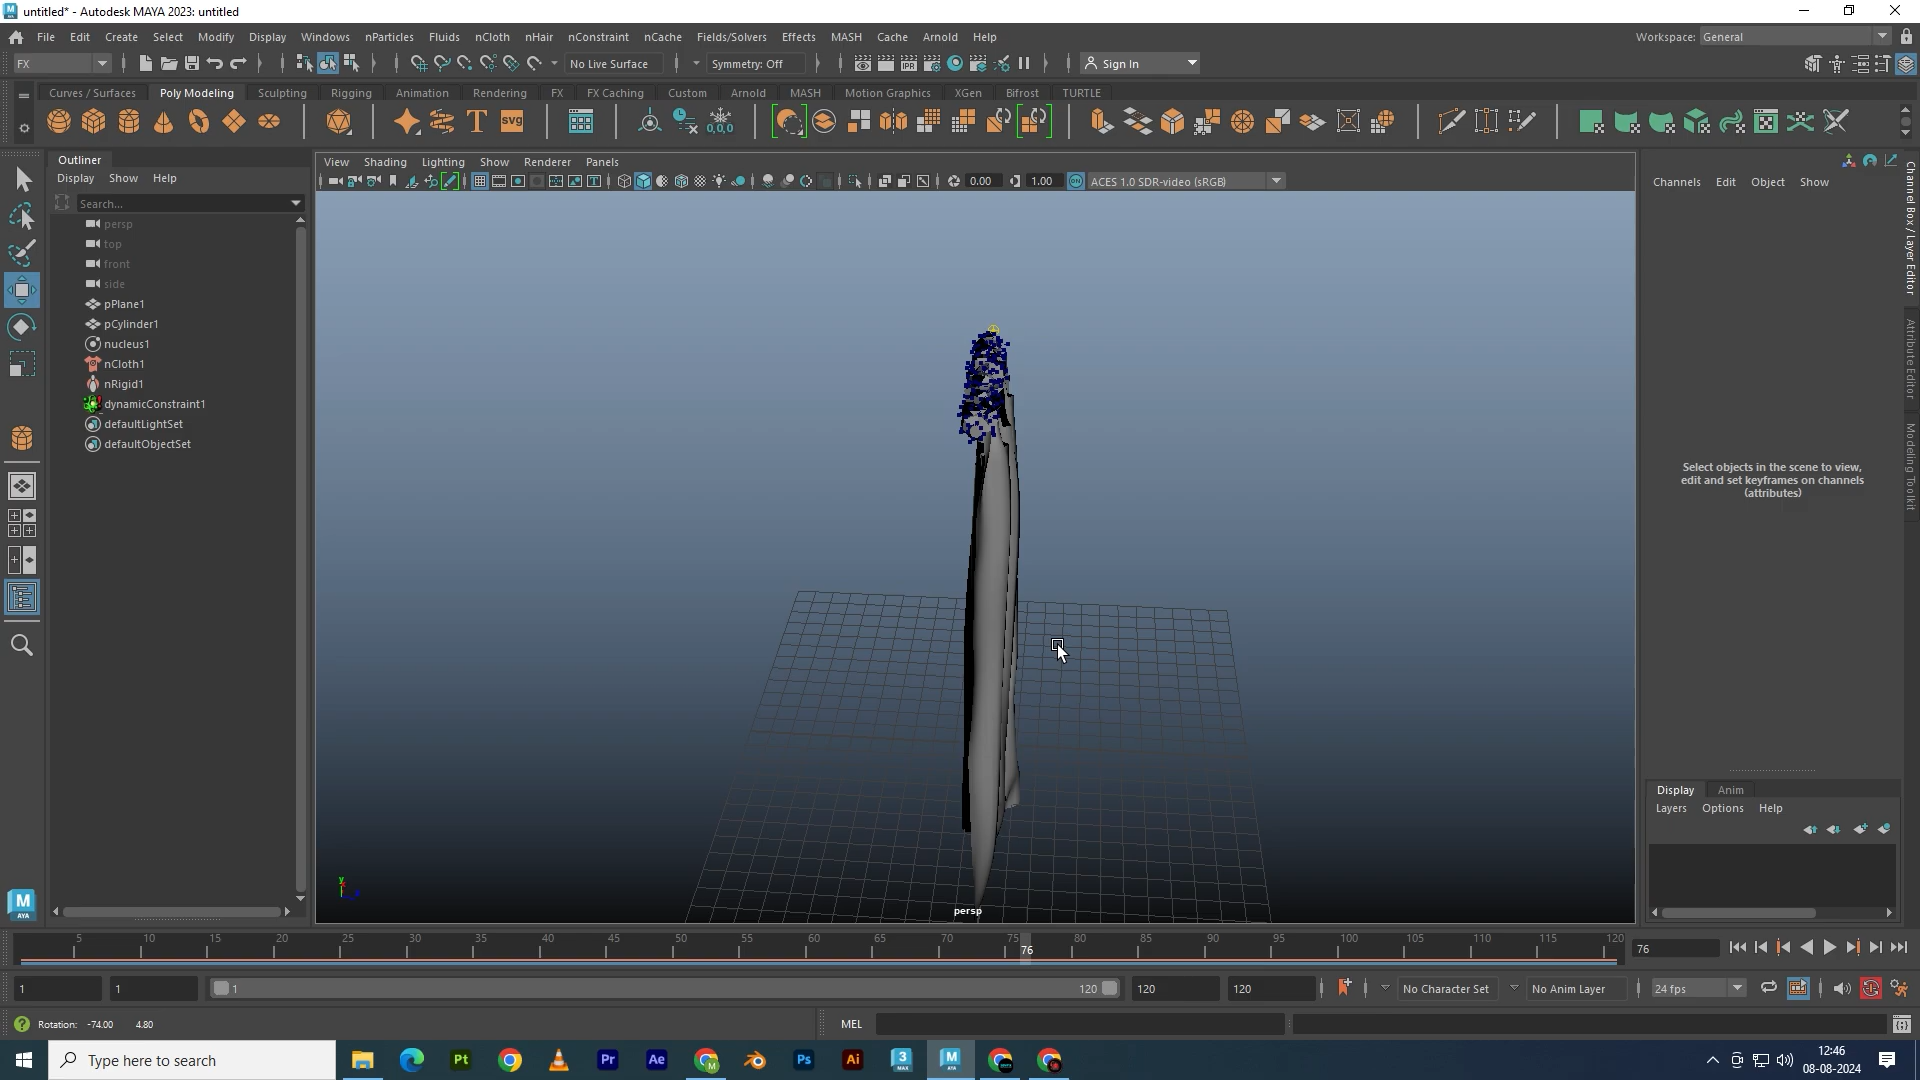 untitled* - Autodesk MAYA 2023: untitled
File Edit Create Select Modify Display Windows nParticles Fluids nCloth nHair nConstraint nCache Fields/Solvers Effects MASH Cache Arnold Help
Workspace: General
FX
No Live Surface
Symmetry: Off
Sign In
Curves / Surfaces Poly Modeling Sculpting Rigging Animation Rendering FX FX Caching Custom Arnold MASH Motion Graphics XGen Bifrost TURTLE
Outliner
Display Show Help
Search...
persp
top
front
side
pPlane1
pCylinder1
nucleus1
nCloth1
nRigid1
dynamicConstraint1
defaultLightSet
defaultObjectSet
View Shading Lighting Show Renderer Panels
0.00 1.00 ACES 1.0 SDR-video (sRGB)
persp
Channels Edit Object Show
Select objects in the scene to view,
edit and set keyframes on channels
(attributes)
Channel Box / Layer Editor
Attribute Editor
Modeling Toolkit
Display Anim
Layers Options Help
5 10 15 20 25 30 35 40 45 50 55 60 65 70 75 80 85 90 95 100 105 110 115 120
76
76
1 1 1 120 120 120 No Character Set No Anim Layer 24 fps
Rotation: -74.00 4.80
MEL
Type here to search
12:46
08-08-2024